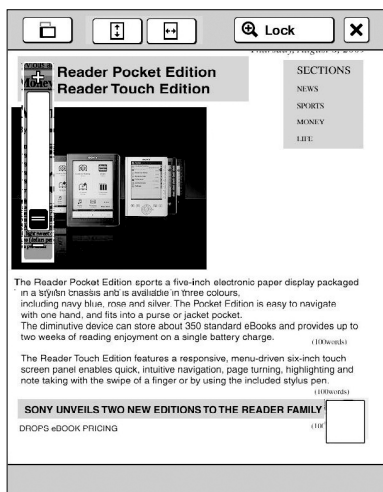 Lock
Thursday, August 6, 2009
Reader Pocket Edition
Reader Touch Edition
SECTIONS
NEWS
SPORTS
MONEY
LIFE
Money
The Reader Pocket Edition sports a five-inch electronic paper display packaged
in a stylish chassis and is available in three colours,
including navy blue, rose and silver. The Pocket Edition is easy to navigate
with one hand, and fits into a purse or jacket pocket.
The diminutive device can store about 350 standard eBooks and provides up to
two weeks of reading enjoyment on a single battery charge.
(100words)
The Reader Touch Edition features a responsive, menu-driven six-inch touch
screen panel enables quick, intuitive navigation, page turning, highlighting and
note taking with the swipe of a finger or by using the included stylus pen.
(100words)
SONY UNVEILS TWO NEW EDITIONS TO THE READER FAMILY
DROPS eBOOK PRICING